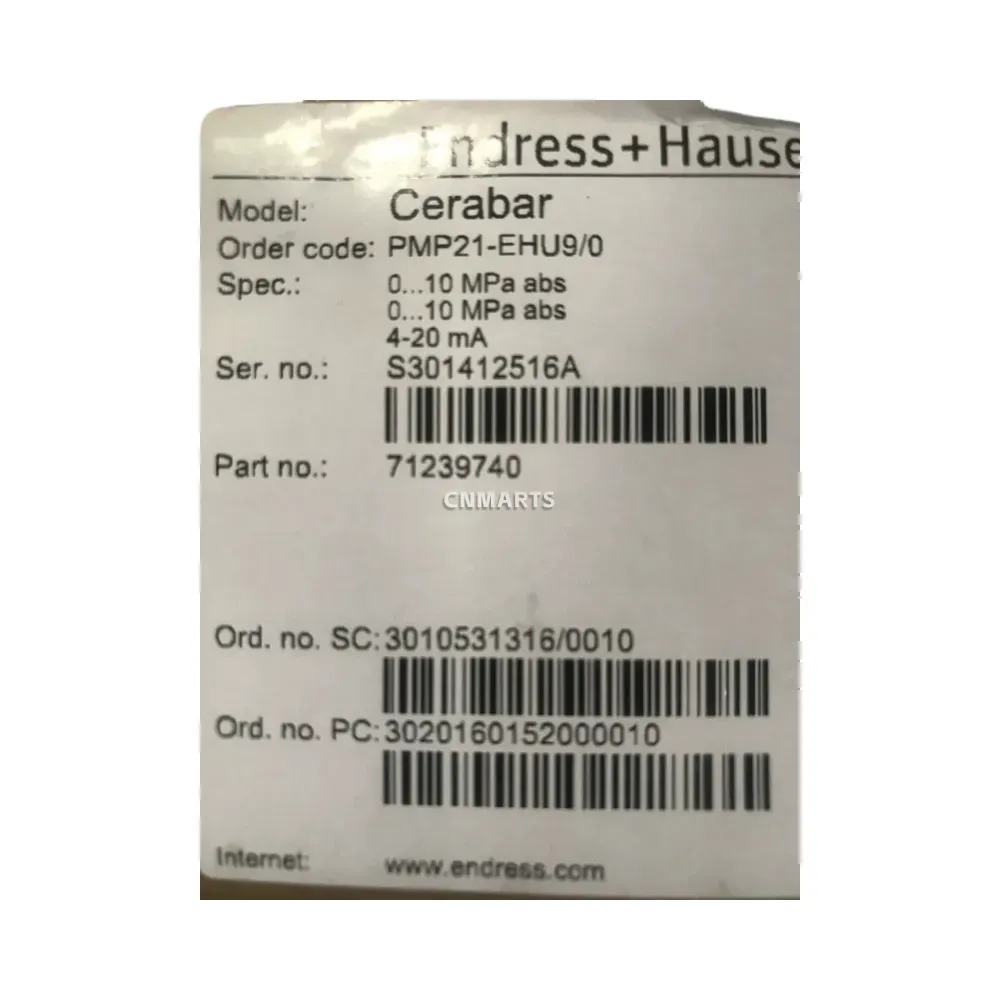 Endress+Hause
Model: Cerabar
Order code: PMP21-EHU9/0
Spec.: 0...10 MPa abs
0...10 MPa abs
4-20 mA
Ser. no.: S301412516A
Part no.: 71239740
CNMARTS
Ord. no. SC: 3010531316/0010
Ord. no. PC: 3020160152000010
Internet: www.endress.com